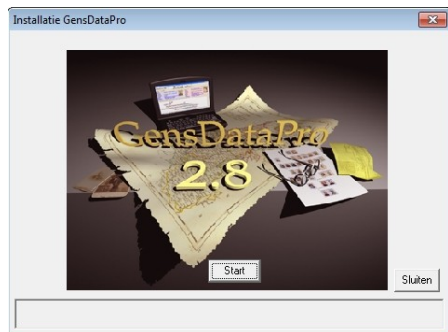 Installatie GensDataPro
GensDataPro
2.8
Start
Sluiten